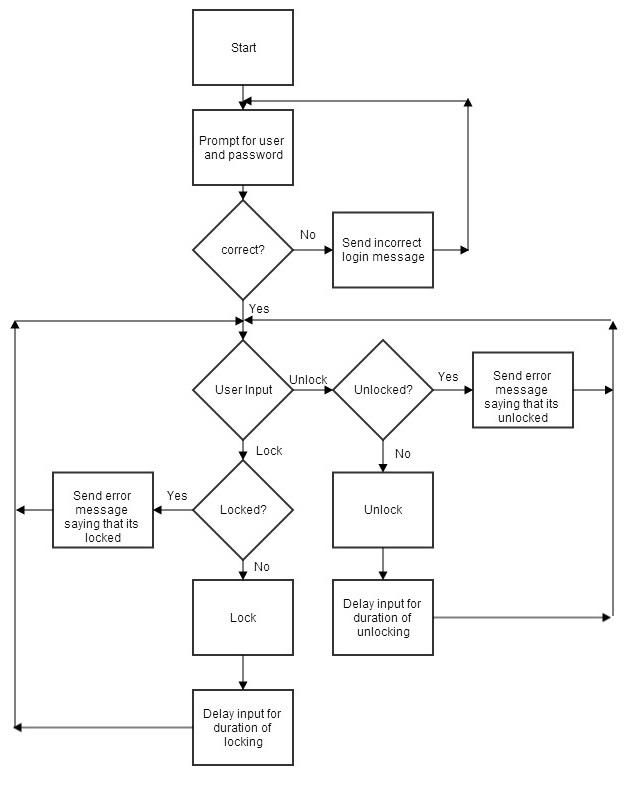 Start
Prompt for user
and password
correct?
No
Send incorrect
login message
Yes
User Input
Unlock
Unlocked?
Yes
Send error
message
saying that its
unlocked
Lock
No
Send error
message
saying that its
locked
Yes
Locked?
Unlock
No
Lock
Delay input for
duration of
unlocking
Delay input for
duration of
locking